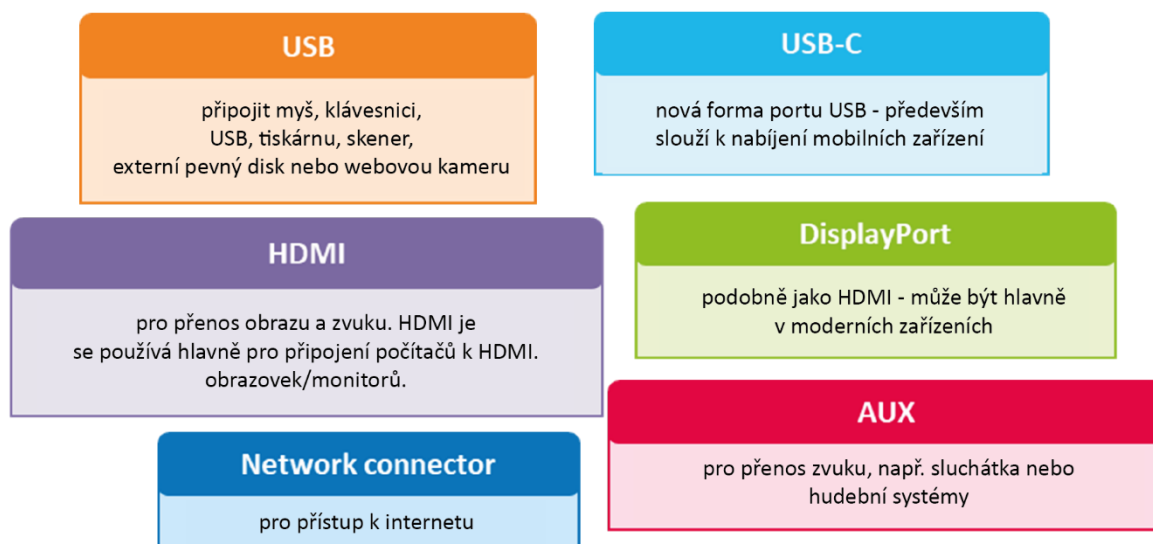 USB
připojit myš, klávesnici,
USB, tiskárnu, skener,
externí pevný disk nebo webovou kameru
USB-C
nová forma portu USB - především
slouží k nabíjení mobilních zařízení
HDMI
pro přenos obrazu a zvuku. HDMI je
se používá hlavně pro připojení počítačů k HDMI.
obrazovek/monitorů.
DisplayPort
podobně jako HDMI - může být hlavně
v moderních zařízeních
Network connector
pro přístup k internetu
AUX
pro přenos zvuku, např. sluchátka nebo
hudební systémy